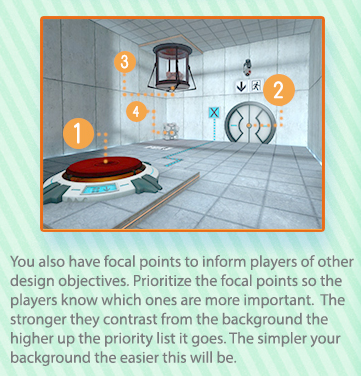 3
4
2
X
1
You also have focal points to inform players of other
design objectives. Prioritize the focal points so the
players know which ones are more important.  The
stronger they contrast from the background the
higher up the priority list it goes. The simpler your
background the easier this will be.